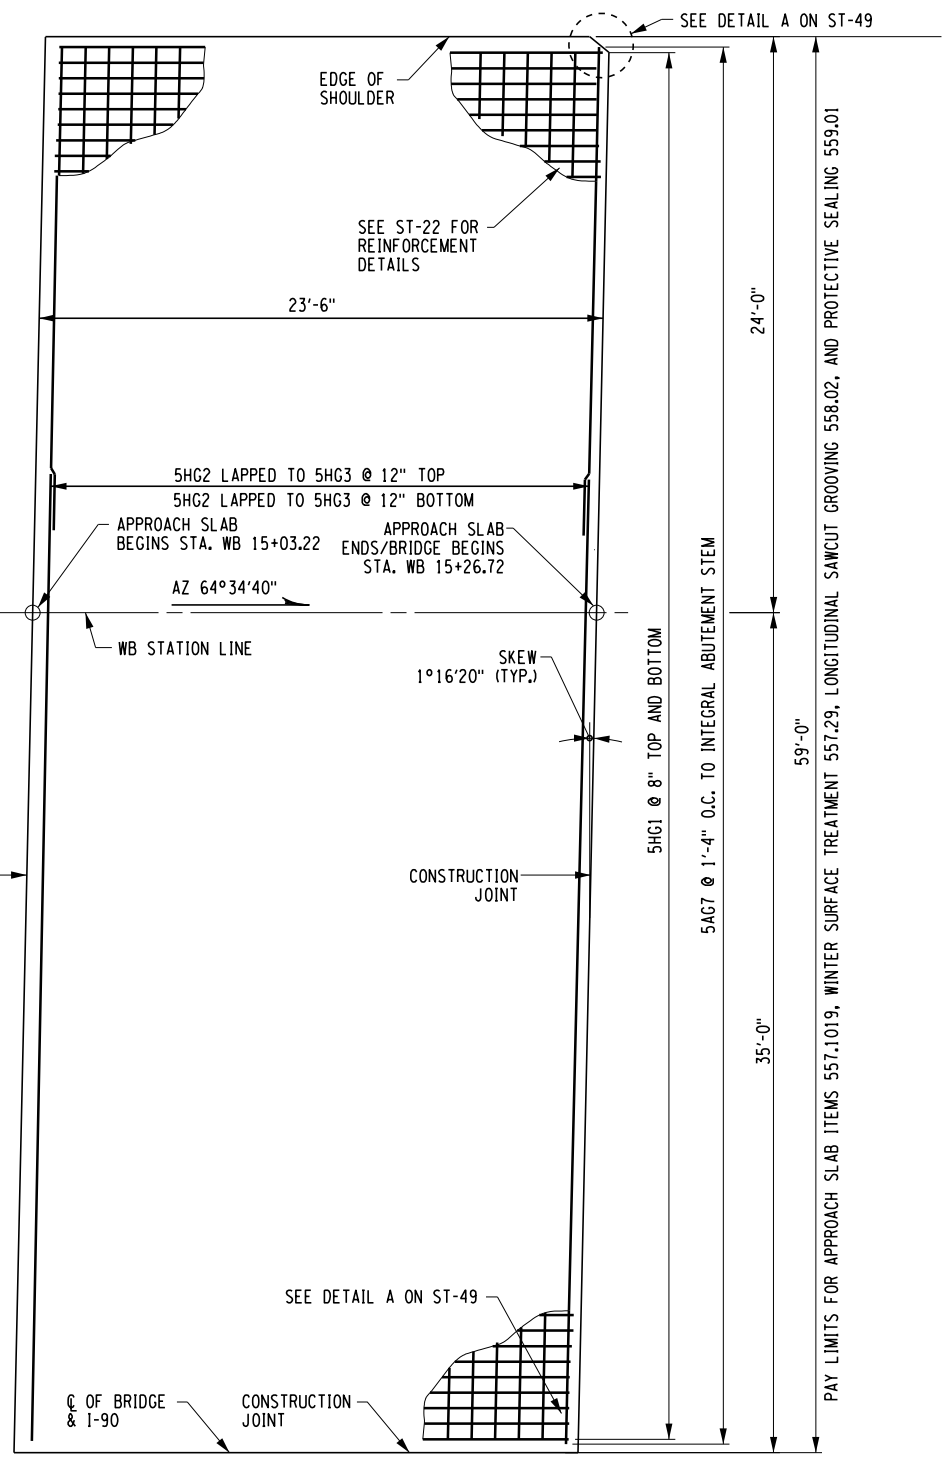 SEE DETAIL A ON ST-49
EDGE OF
SHOULDER
SEE ST-22 FOR
REINFORCEMENT
DETAILS
23'-6"
24'-0"
5HG2 LAPPED TO 5HG3 @ 12" TOP
5HG2 LAPPED TO 5HG3 @ 12" BOTTOM
APPROACH SLAB
BEGINS STA. WB 15+03.22
APPROACH SLAB
ENDS/BRIDGE BEGINS
STA. WB 15+26.72
AZ 64°34'40"
WB STATION LINE
SKEW
1°16'20" (TYP.)
5HG1 @ 8" TOP AND BOTTOM
5AG7 @ 1'-4" O.C. TO INTEGRAL ABUTEMENT STEM
59'-0"
PAY LIMITS FOR APPROACH SLAB ITEMS 557.1019, WINTER SURFACE TREATMENT 557.29, LONGITUDINAL SAWCUT GROOVING 558.02, AND PROTECTIVE SEALING 559.01
CONSTRUCTION
JOINT
35'-0"
SEE DETAIL A ON ST-49
℄ OF BRIDGE
& I-90
CONSTRUCTION
JOINT